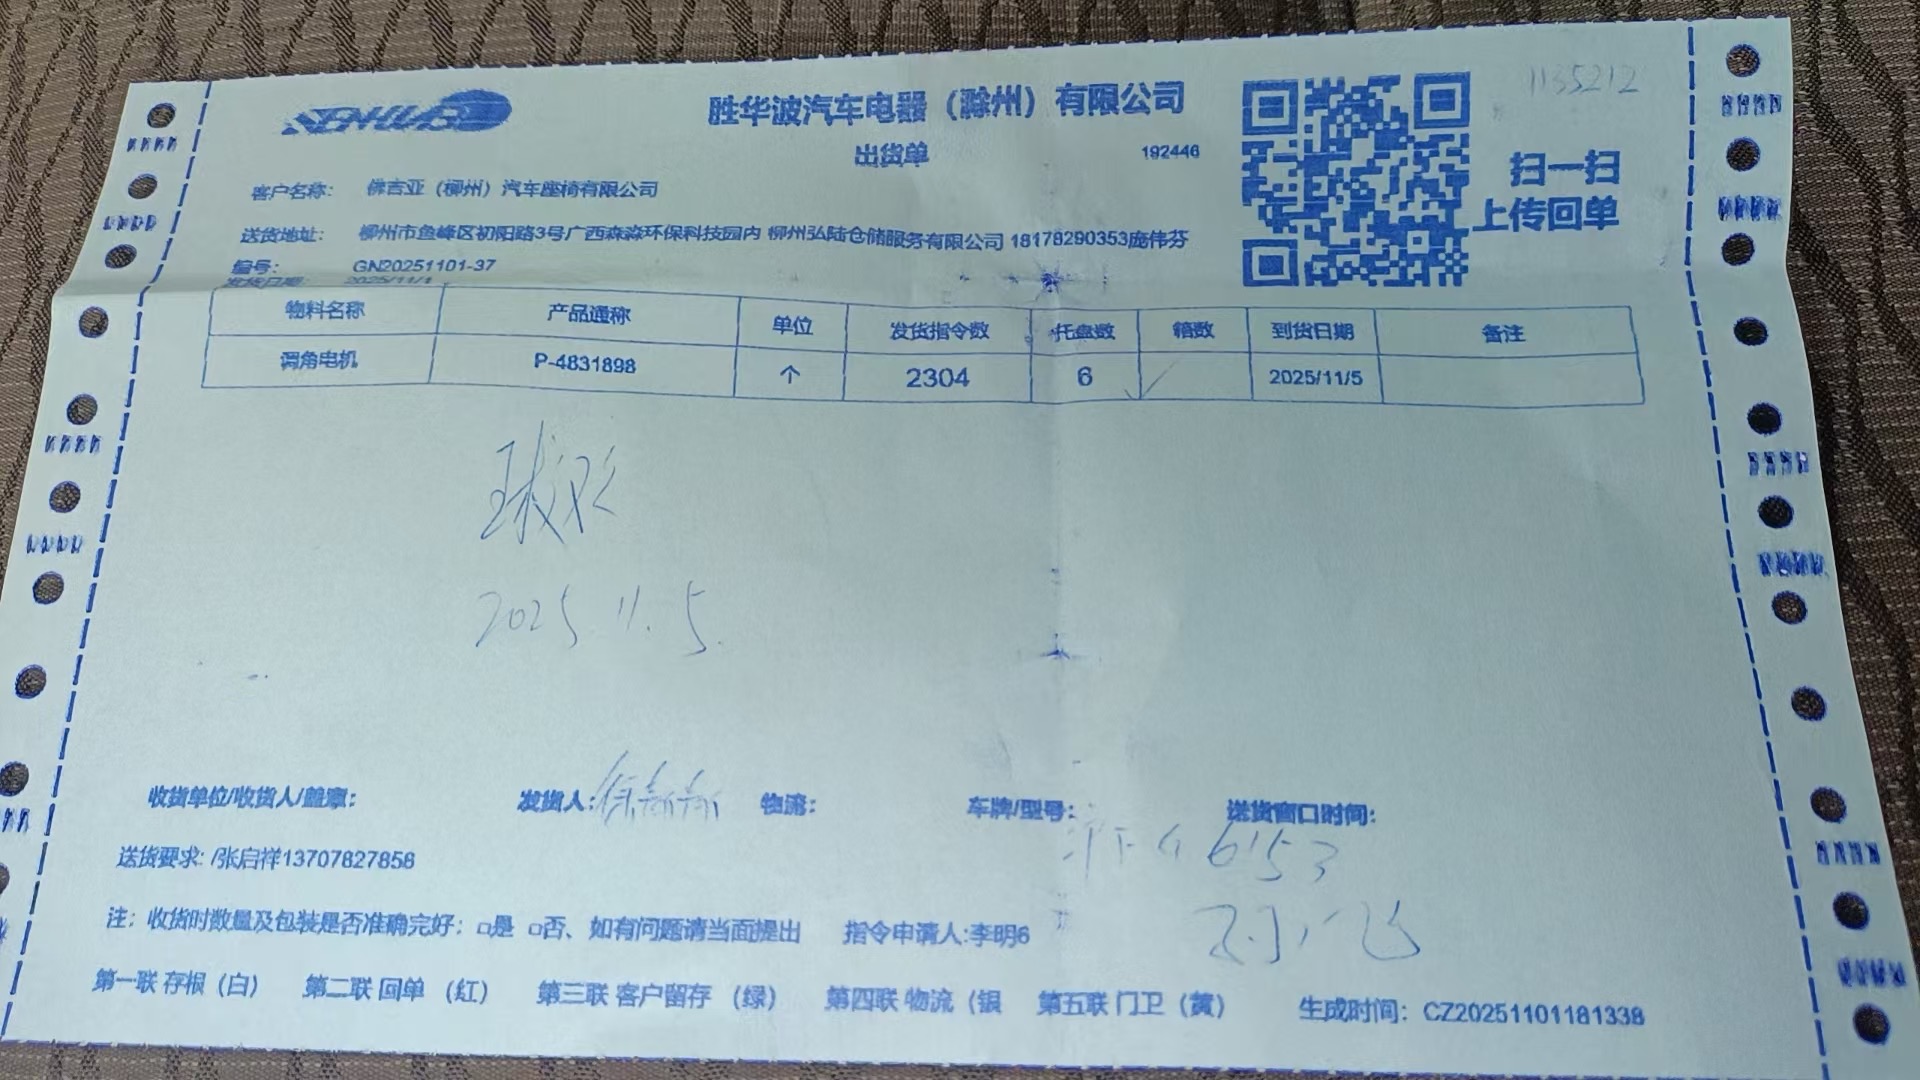 SENHWBO
1135212
胜华波汽车电器（滁州）有限公司
出货单
192446
扫一扫
上传回单
客户名称： 佛吉亚（柳州）汽车座椅有限公司
送货地址： 柳州市鱼峰区初阳路3号广西森淼环保科技园内 柳州弘陆仓储服务有限公司 18178290353庞伟芬
编号： GN20251101-37
发货日期： 2025/11/1
物料名称 产品通称 单位 发货指令数 托盘数 箱数 到货日期 备注
调角电机 P-4831898 个 2304 6 2025/11/5
2025.11.5.
收货单位/收货人/盖章： 发货人： 物流： 车牌/型号： 送货窗口时间：
6153
送货要求: /张启祥13707827858
注：收货时数量及包装是否准确完好：□是 □否、如有问题请当面提出 指令申请人:李明6
第一联 存根（白） 第二联 回单 （红） 第三联 客户留存 （绿） 第四联 物流（银 第五联 门卫（黄） 生成时间： CZ20251101181338